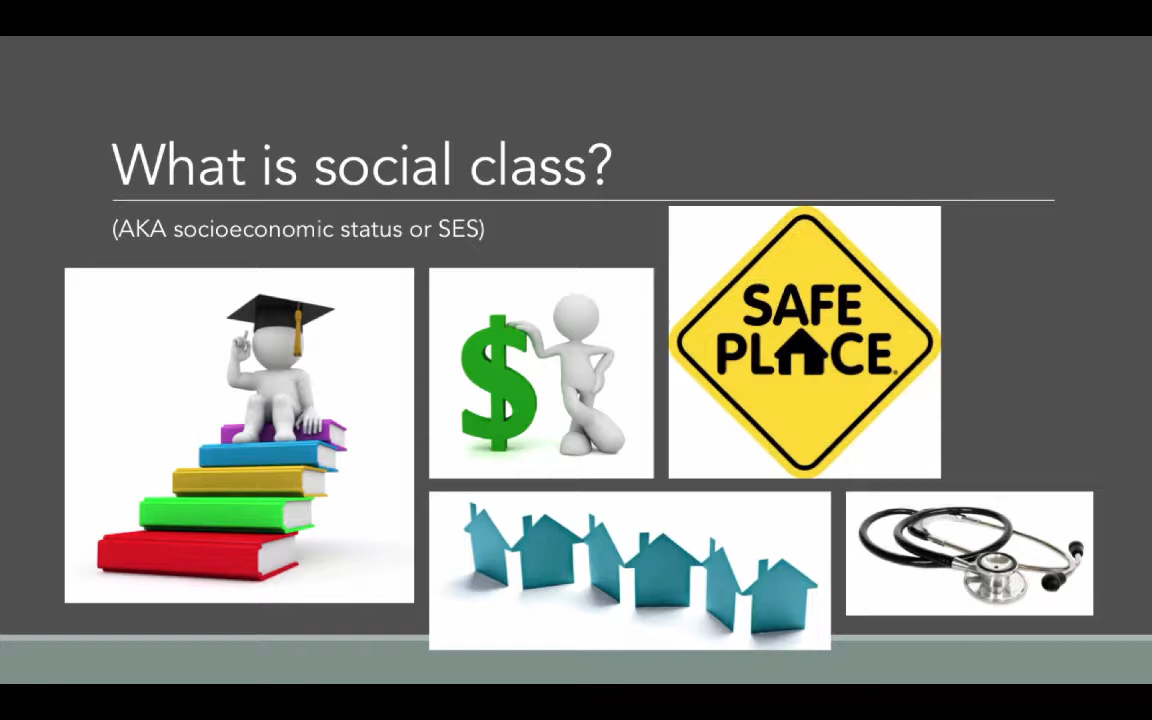 What is social class?
(AKA socioeconomic status or SES)
SAFE
PLACE.